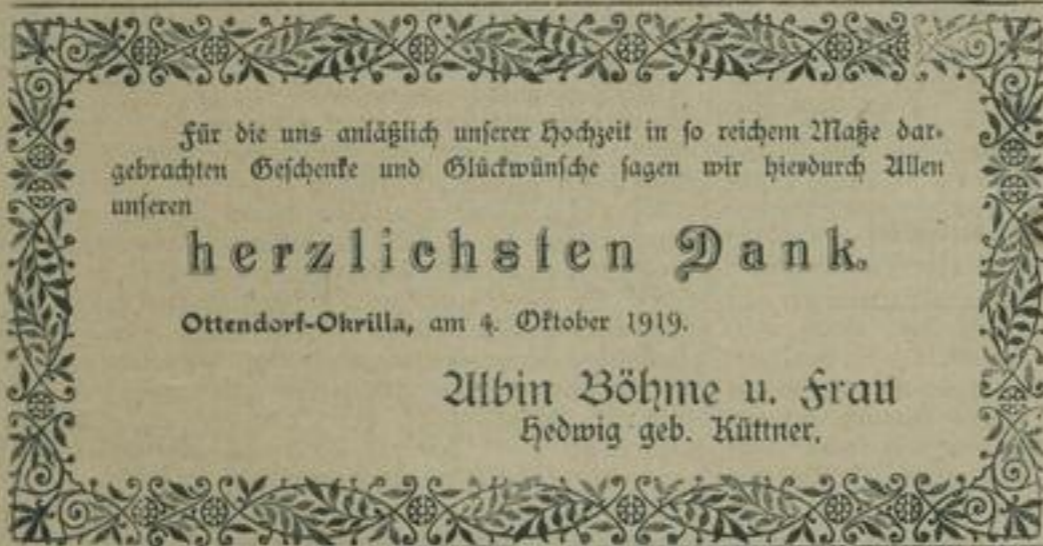 Für die uns anläßlich unserer Hochzeit in so reichem Maße dar-
gebrachten Geschenke und Glückwünsche sagen wir hierdurch Allen
unseren
herzlichsten Dank.
Ottendorf-Okrilla, am 4. Oktober 1919.
Albin Böhme u. Frau
Hedwig geb. Küttner.